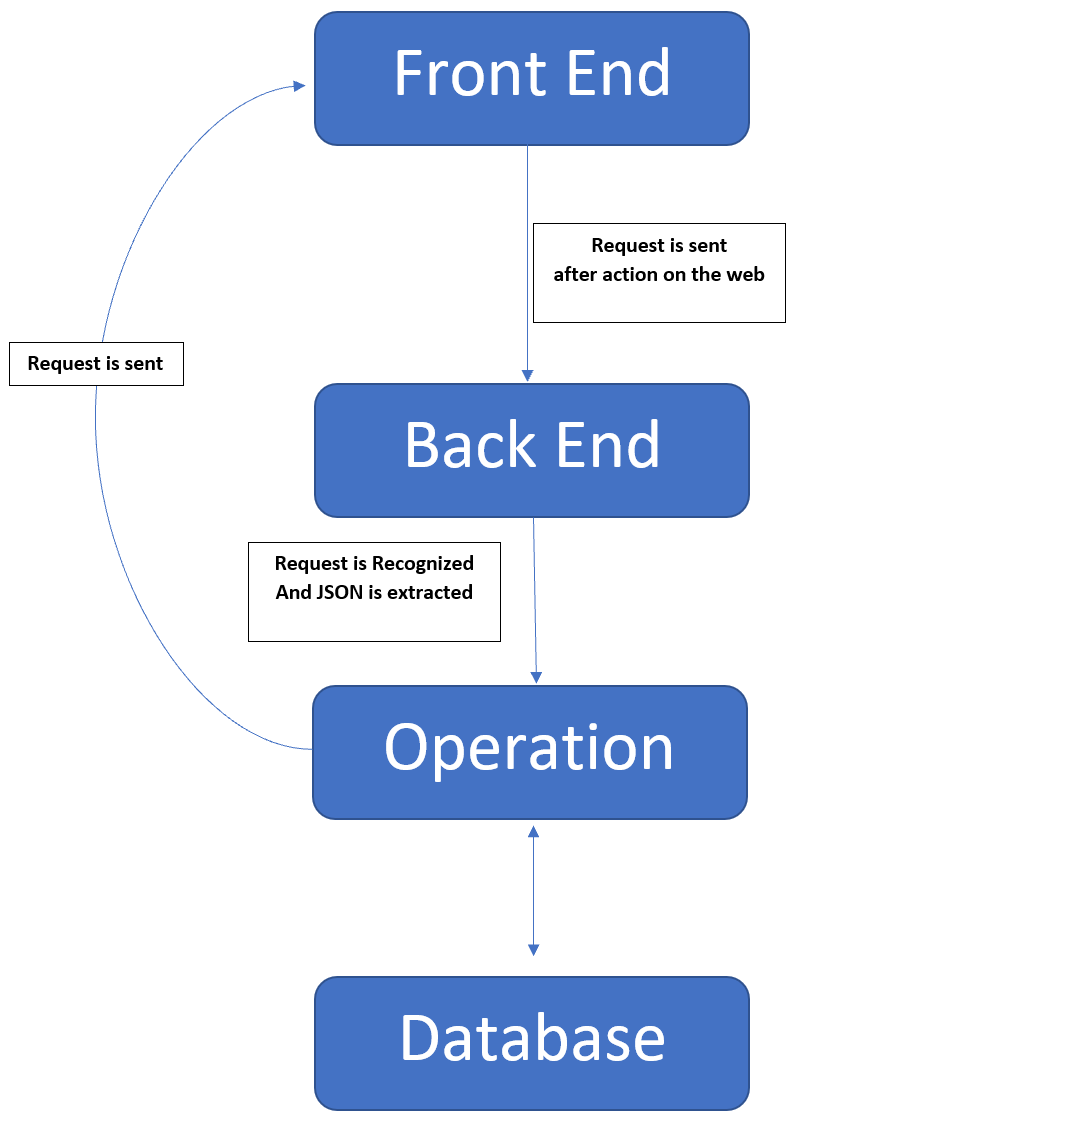 Front End
Request is sent
after action on the web
Request is sent
Back End
Request is Recognized
And JSON is extracted
Operation
Database